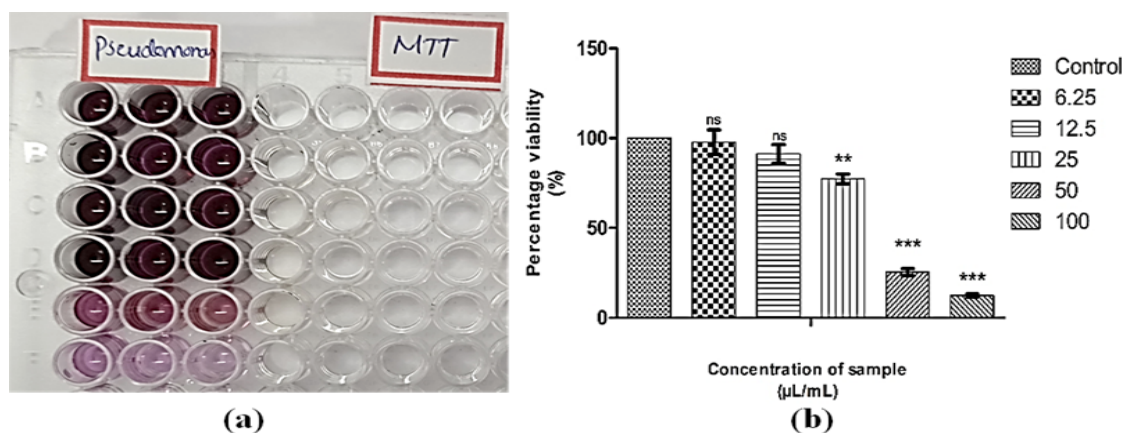 Pseudomonas
MTT
4
5
A
B
(a)
150
100
50
0
Percentage viability
(%)
ns
ns
**
***
***
Concentration of sample
(µL/mL)
Control
6.25
12.5
25
50
100
(b)